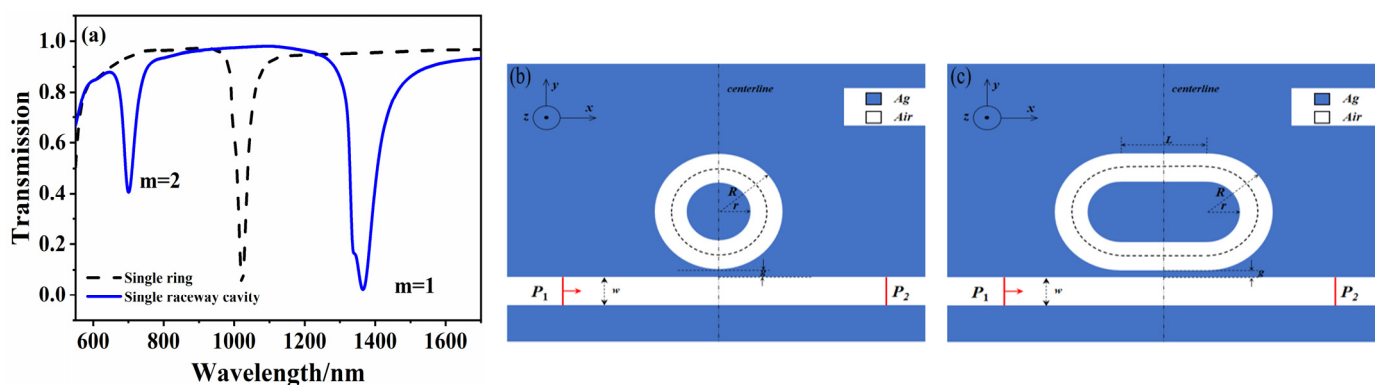 (a)
Transmission
1.0
0.8
0.6
0.4
0.2
0.0
m=2
m=1
Single ring
Single raceway cavity
600 800 1000 1200 1400 1600
Wavelength/nm
(b)
centerline
y
z
x
Ag
Air
R
r
g
P1
w
P2
(c)
centerline
y
z
x
Ag
Air
L
R
r
g
P1
w
P2